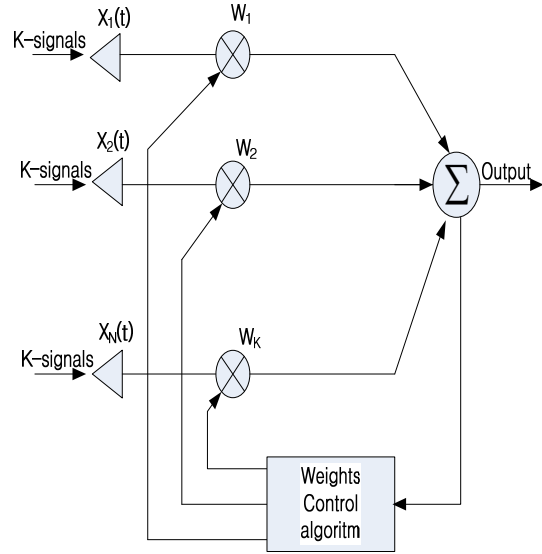 X1(t)
W1
K-signals
X2(t)
W2
K-signals
Σ
Output
XN(t)
WK
K-signals
Weights
Control
algoritm